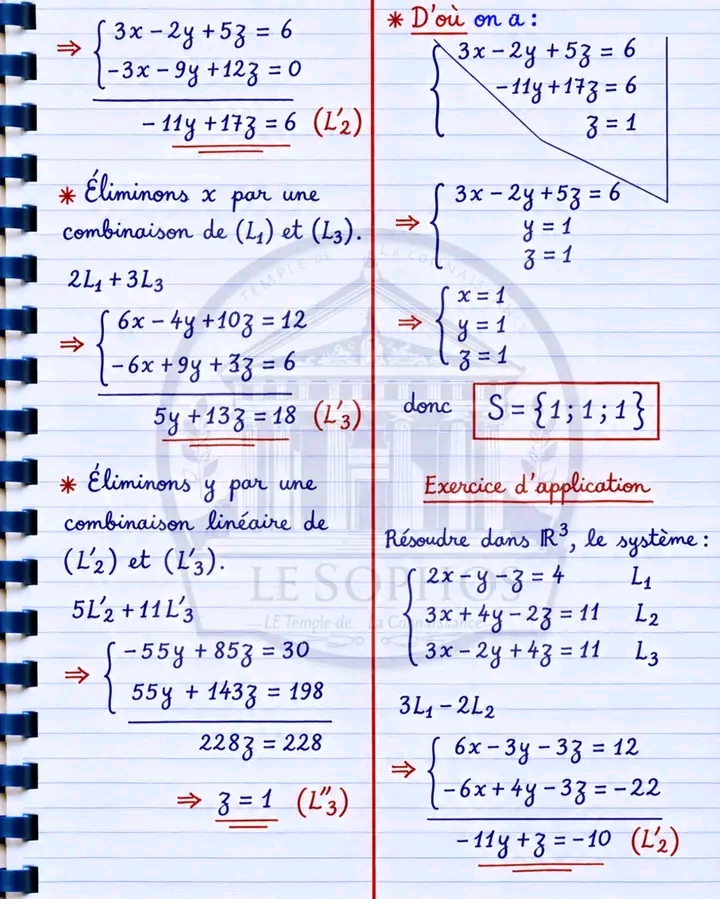 ⇒ { 3x - 2y + 5z = 6
-3x - 9y + 12z = 0
-11y + 17z = 6 (L'2)
* Éliminons x par une
combinaison de (L1) et (L3).
2L1 + 3L3
⇒ { 6x - 4y + 10z = 12
-6x + 9y + 3z = 6
5y + 13z = 18 (L'3)
* Éliminons y par une
combinaison linéaire de
(L'2) et (L'3).
5L'2 + 11L'3
⇒ { -55y + 85z = 30
55y + 143z = 198
228z = 228
⇒ z = 1 (L"3)
* D'où on a :
{ 3x - 2y + 5z = 6
-11y + 17z = 6
z = 1
⇒ { 3x - 2y + 5z = 6
y = 1
z = 1
⇒ { x = 1
y = 1
z = 1
donc S = {1; 1; 1}
Exercice d'application
Résoudre dans ℝ³, le système :
{ 2x - y - z = 4 L1
3x + 4y - 2z = 11 L2
3x - 2y + 4z = 11 L3
3L1 - 2L2
⇒ { 6x - 3y - 3z = 12
-6x + 4y - 3z = -22
-11y + z = -10 (L'2)
TEMPLE DE LA CONNAISSANCE
LE SOPHOS
LE Temple de La Connaissance